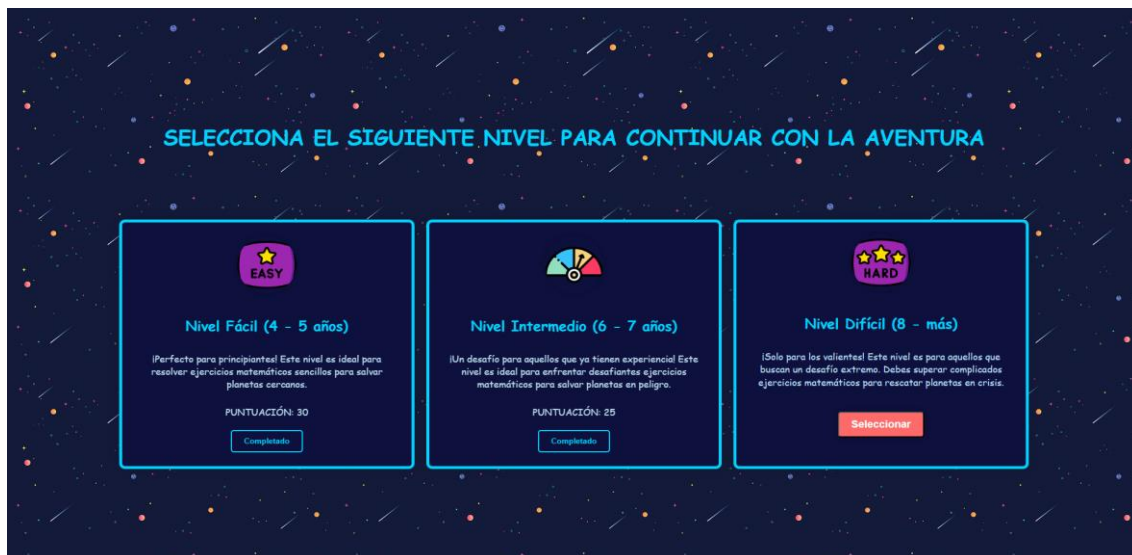 SELECCIONA EL SIGUIENTE NIVEL PARA CONTINUAR CON LA AVENTURA
EASY
Nivel Fácil (4 - 5 años)
¡Perfecto para principiantes! Este nivel es ideal para
resolver ejercicios matemáticos sencillos para salvar
planetas cercanos.
PUNTUACIÓN: 30
Completado
Nivel Intermedio (6 - 7 años)
¡Un desafío para aquellos que ya tienen experiencia! Este
nivel es ideal para enfrentar desafiantes ejercicios
matemáticos para salvar planetas en peligro.
PUNTUACIÓN: 25
Completado
HARD
Nivel Difícil (8 - más)
¡Solo para los valientes! Este nivel es para aquellos que
buscan un desafío extremo. Debes superar complicados
ejercicios matemáticos para rescatar planetas en crisis.
Seleccionar